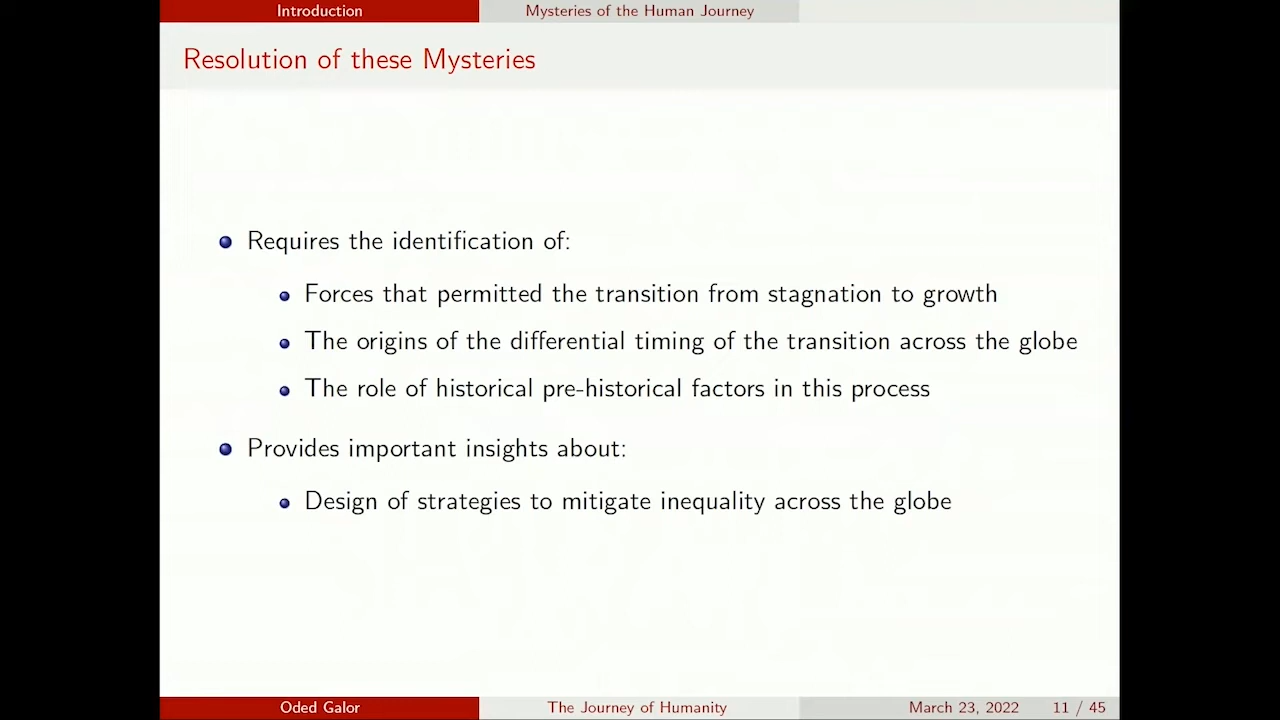 Introduction
Mysteries of the Human Journey
Resolution of these Mysteries
Requires the identification of:
Forces that permitted the transition from stagnation to growth
The origins of the differential timing of the transition across the globe
The role of historical pre-historical factors in this process
Provides important insights about:
Design of strategies to mitigate inequality across the globe
Oded Galor
The Journey of Humanity
March 23, 2022
11 / 45